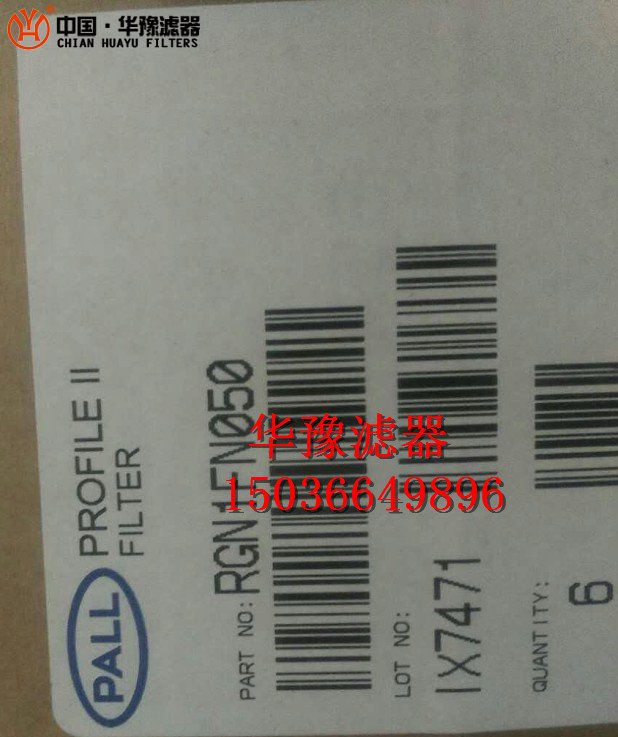 中国·华豫滤器
CHIAN HUAYU FILTERS
PALL
PROFILE II
FILTER
PART NO: RGN1FN050
LOT NO:
IX7471
QUANTITY:
6
华豫滤器
15036649896